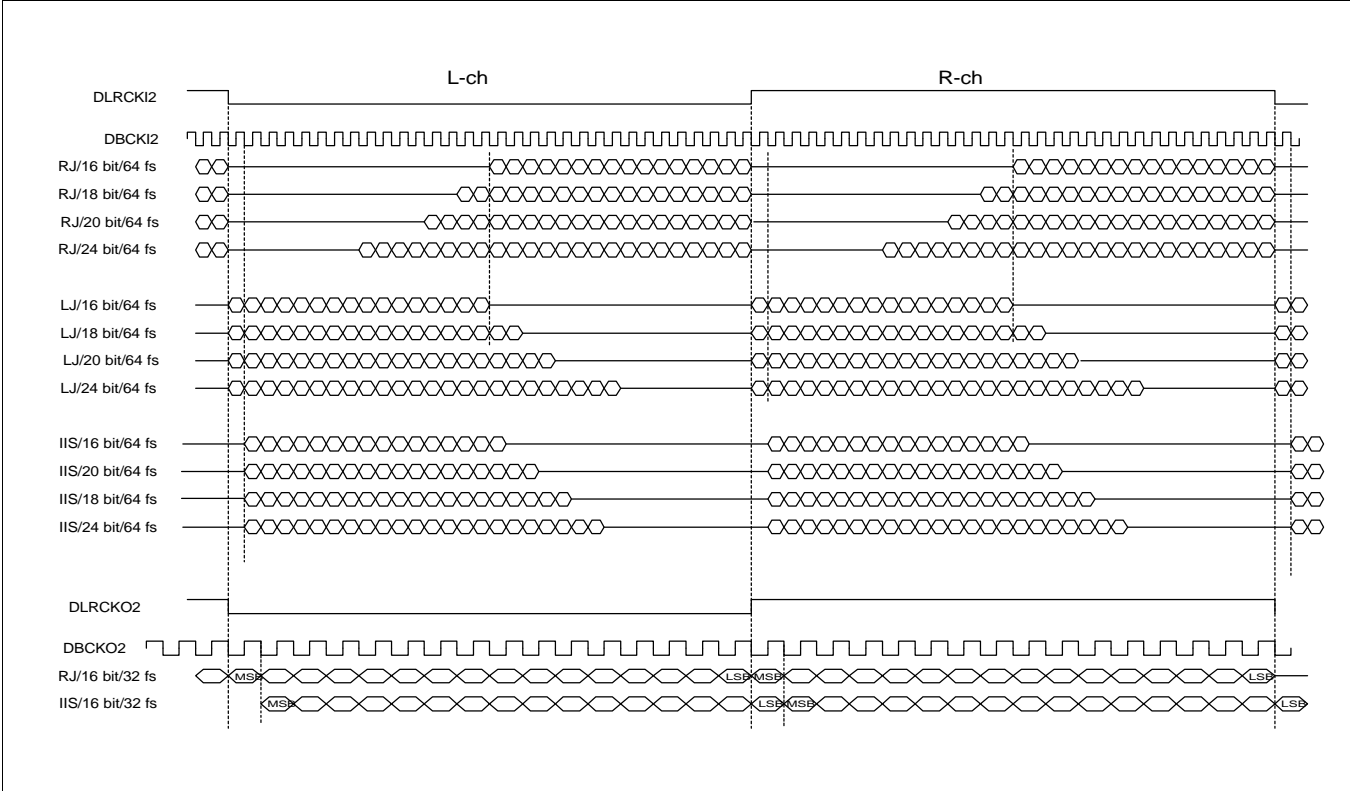 L-ch R-ch
DLRCKI2
DBCKI2
RJ/16 bit/64 fs
RJ/18 bit/64 fs
RJ/20 bit/64 fs
RJ/24 bit/64 fs
LJ/16 bit/64 fs
LJ/18 bit/64 fs
LJ/20 bit/64 fs
LJ/24 bit/64 fs
IIS/16 bit/64 fs
IIS/20 bit/64 fs
IIS/18 bit/64 fs
IIS/24 bit/64 fs
DLRCKO2
DBCKO2
RJ/16 bit/32 fs MSB LSB MSB LSB
IIS/16 bit/32 fs MSB LSB MSB LSB